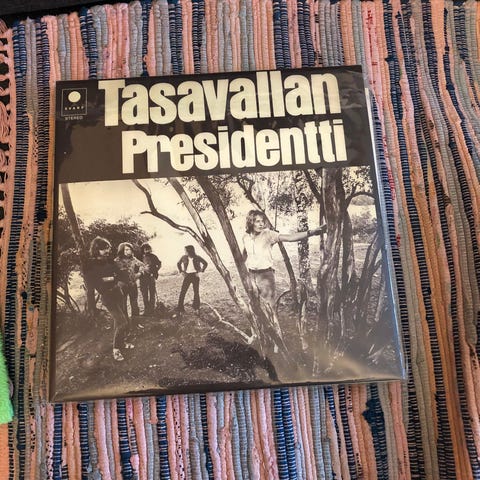 Tasavallan
Presidentti
STEREO